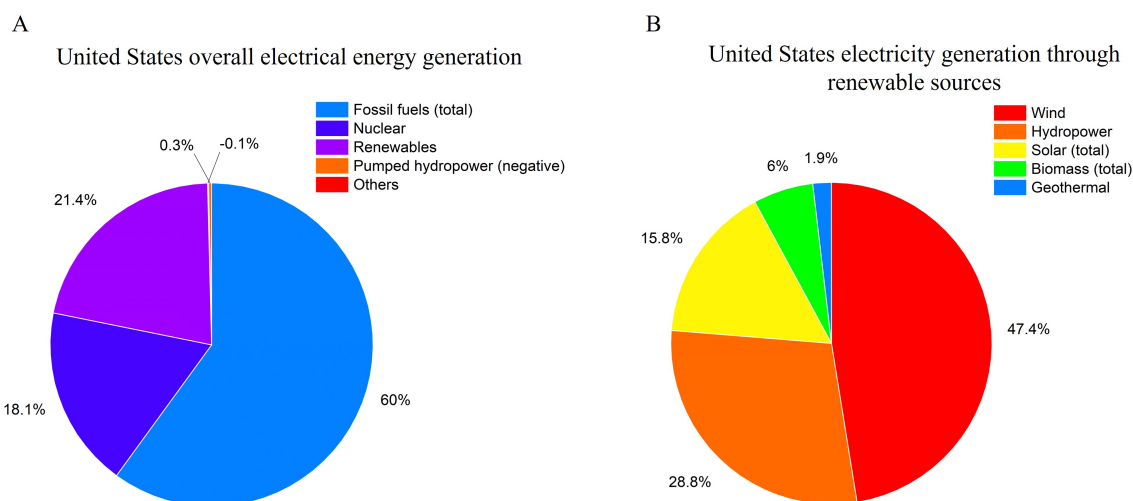 A
United States overall electrical energy generation
Fossil fuels (total)
Nuclear
Renewables
Pumped hydropower (negative)
Others
0.3%
-0.1%
21.4%
18.1%
60%
B
United States electricity generation through
renewable sources
Wind
Hydropower
Solar (total)
Biomass (total)
Geothermal
1.9%
6%
15.8%
47.4%
28.8%